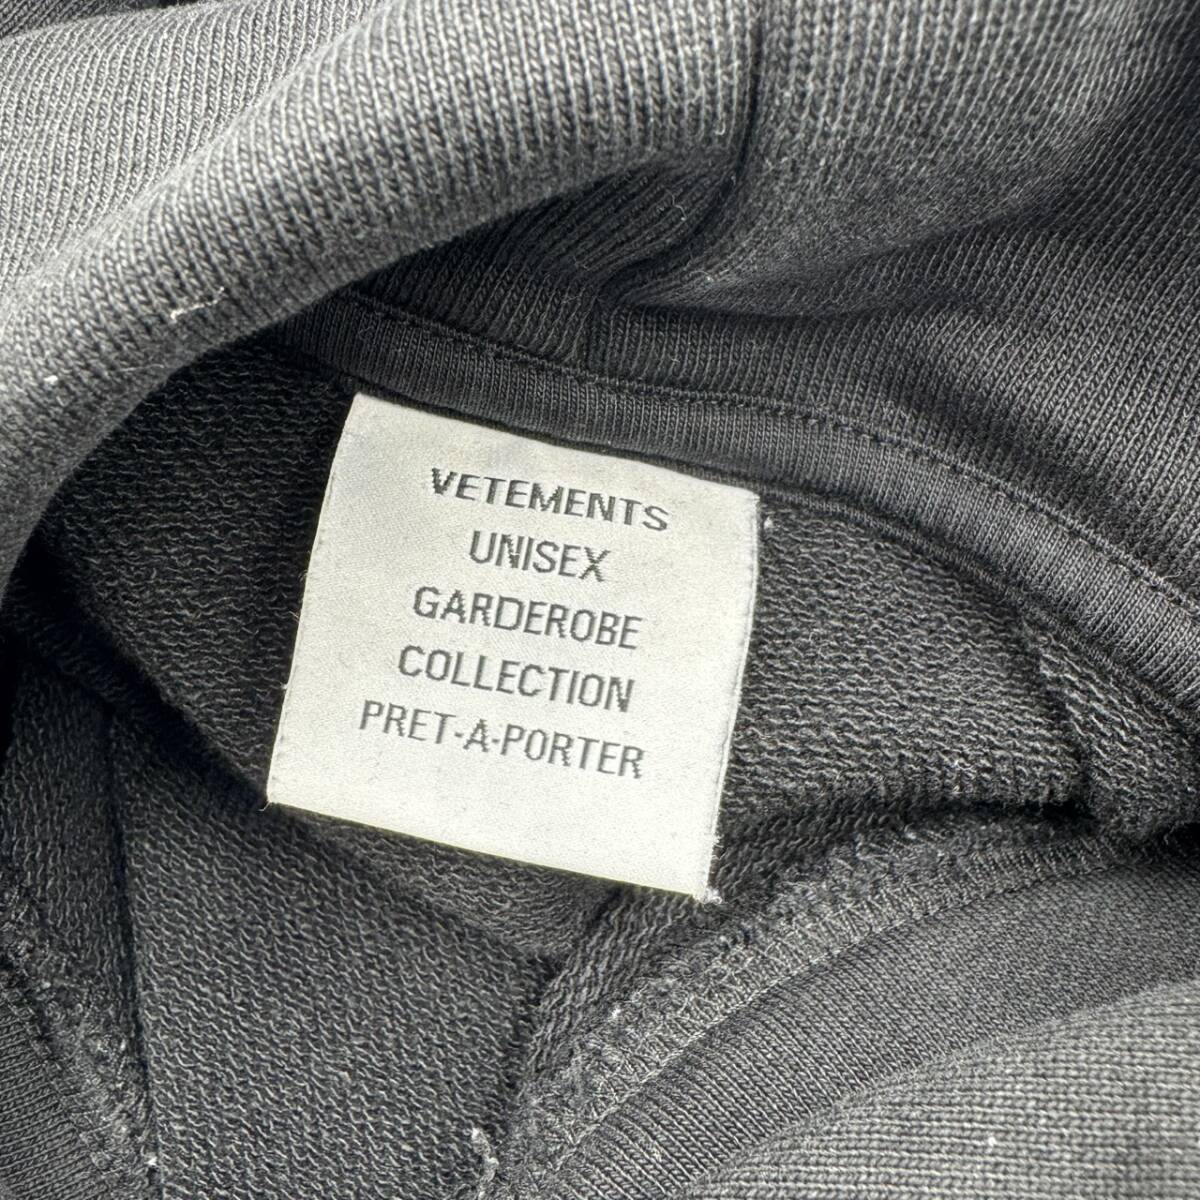 VETEMENTS
UNISEX
GARDEROBE
COLLECTION
PRET-A-PORTER